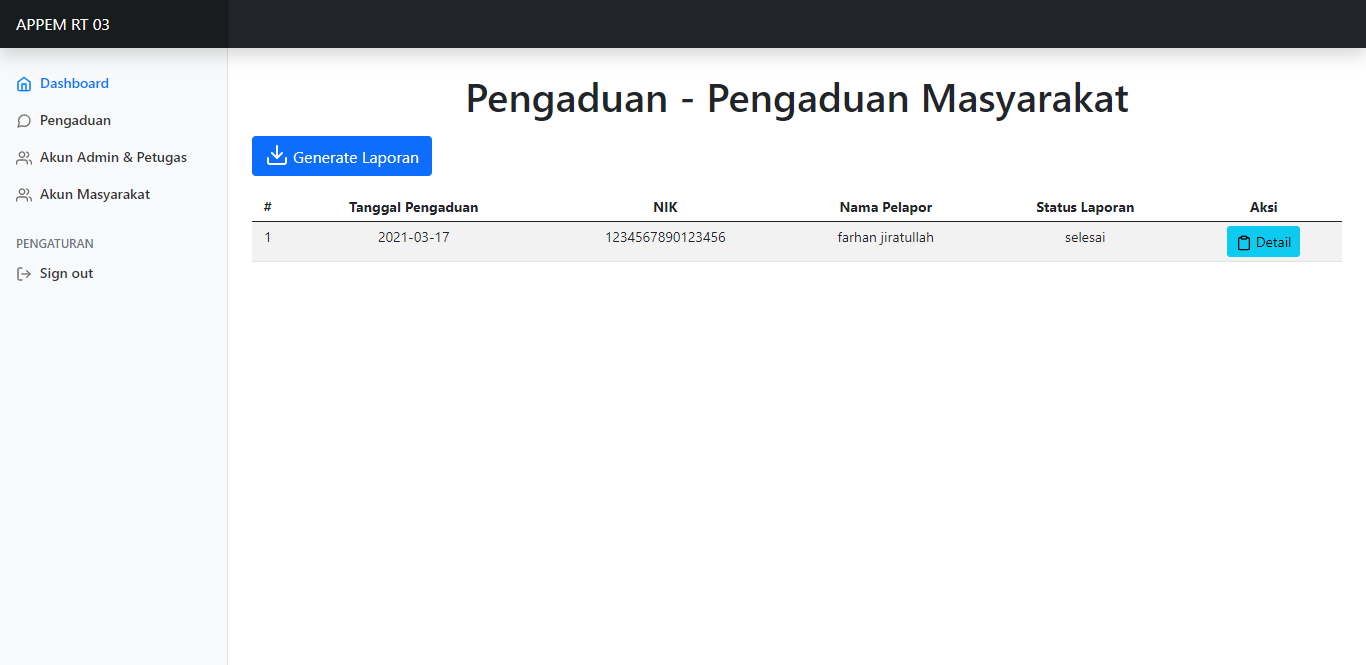 APPEM RT 03
Dashboard
Pengaduan
Akun Admin & Petugas
Akun Masyarakat
PENGATURAN
Sign out
Pengaduan - Pengaduan Masyarakat
Generate Laporan
# Tanggal Pengaduan NIK Nama Pelapor Status Laporan Aksi
1 2021-03-17 1234567890123456 farhan jiratullah selesai Detail